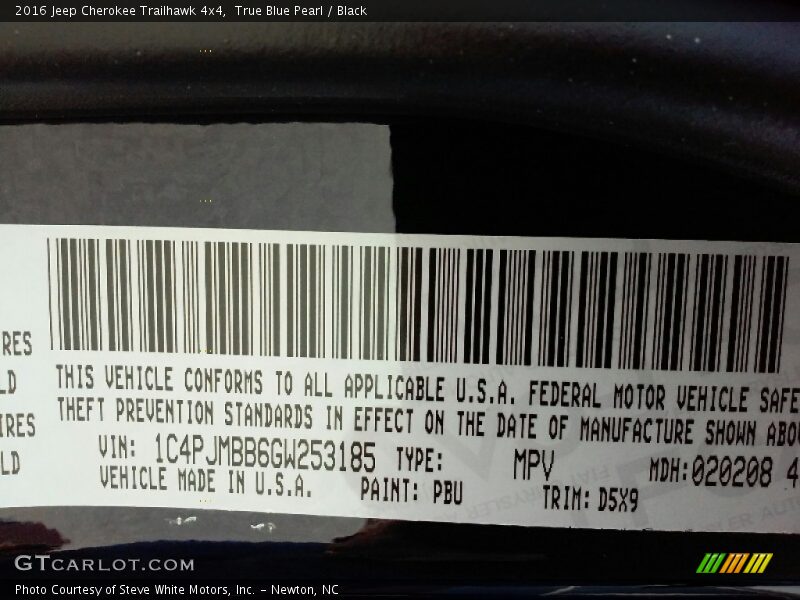 2016 Jeep Cherokee Trailhawk 4x4,  True Blue Pearl / Black
IRES
LD
THIS VEHICLE CONFORMS TO ALL APPLICABLE U.S.A. FEDERAL MOTOR VEHICLE SAFE
IRES
THEFT PREVENTION STANDARDS IN EFFECT ON THE DATE OF MANUFACTURE SHOWN ABO
LD
VIN: 1C4PJMBB6GW253185 TYPE: MPV MDH:020208 4
VEHICLE MADE IN U.S.A. PAINT: PBU TRIM: D5X9
GTCARLOT.COM
Photo Courtesy of Steve White Motors, Inc. – Newton, NC